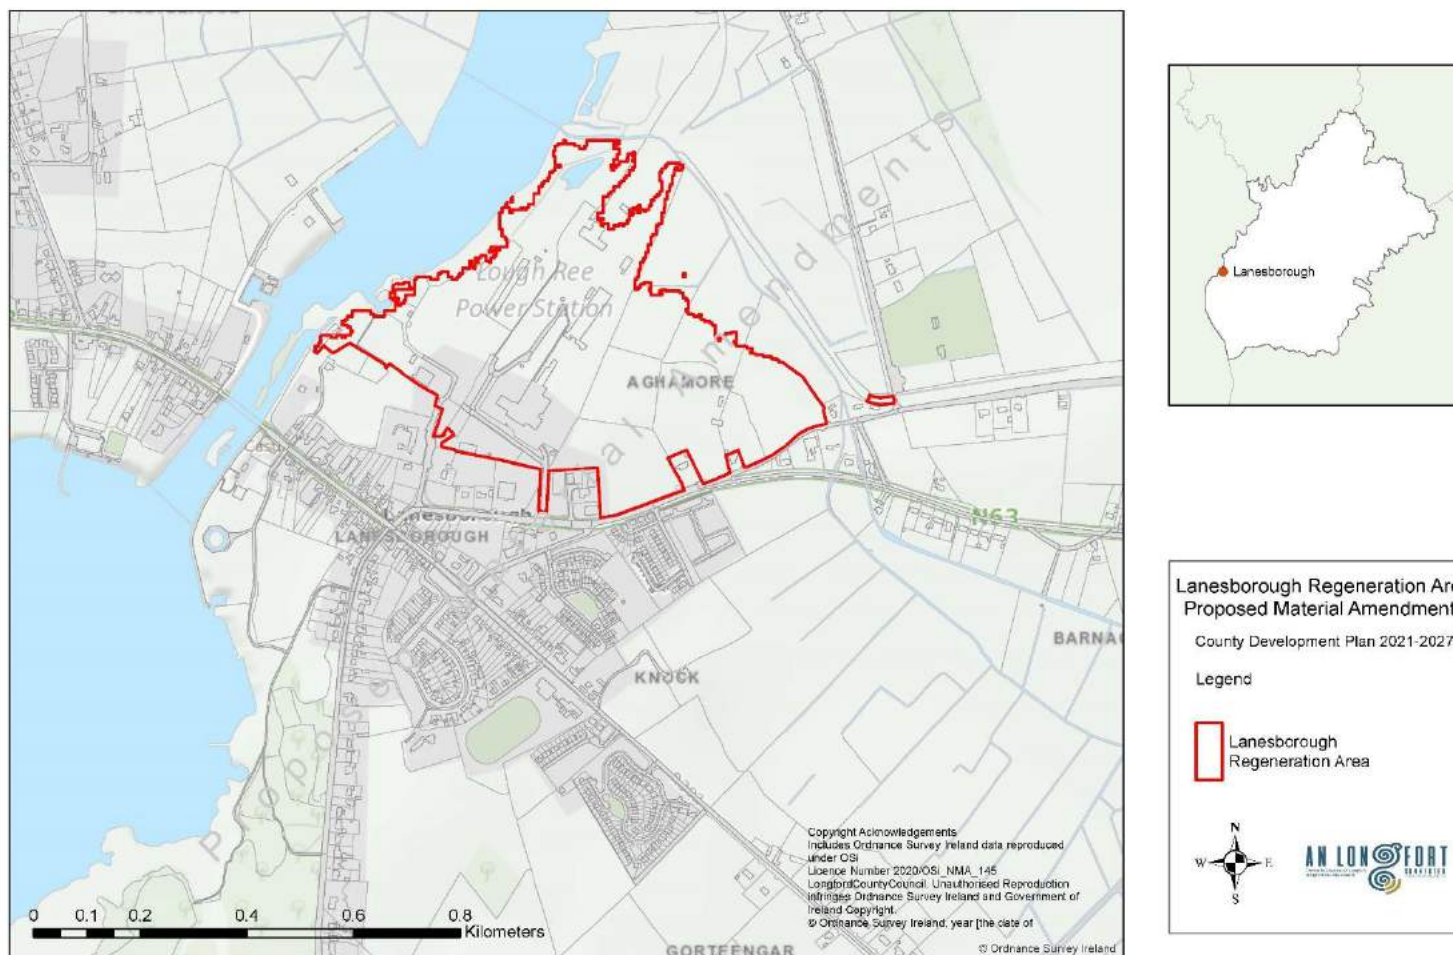 Lough Ree
Power Station
AGHAMORE
Lanesborough
LANESBOROUGH
N63
BARNA
KNOCK
GORTEENGAR
Copyright Acknowledgements
Includes Ordnance Survey Ireland data reproduced
under OSi
Licence Number 2020/OSi_NMA_145
LongfordCountyCouncil. Unauthorised Reproduction
infringes Ordnance Survey Ireland and Government of
Ireland Copyright.
© Ordnance Survey Ireland, year [the date of
© Ordnance Survey Ireland
0 0.1 0.2 0.4 0.6 0.8
Kilometers
Lanesborough
Lanesborough Regeneration Are
Proposed Material Amendment
County Development Plan 2021-2027
Legend
Lanesborough
Regeneration Area
N
W E
S
AN LONGFORT